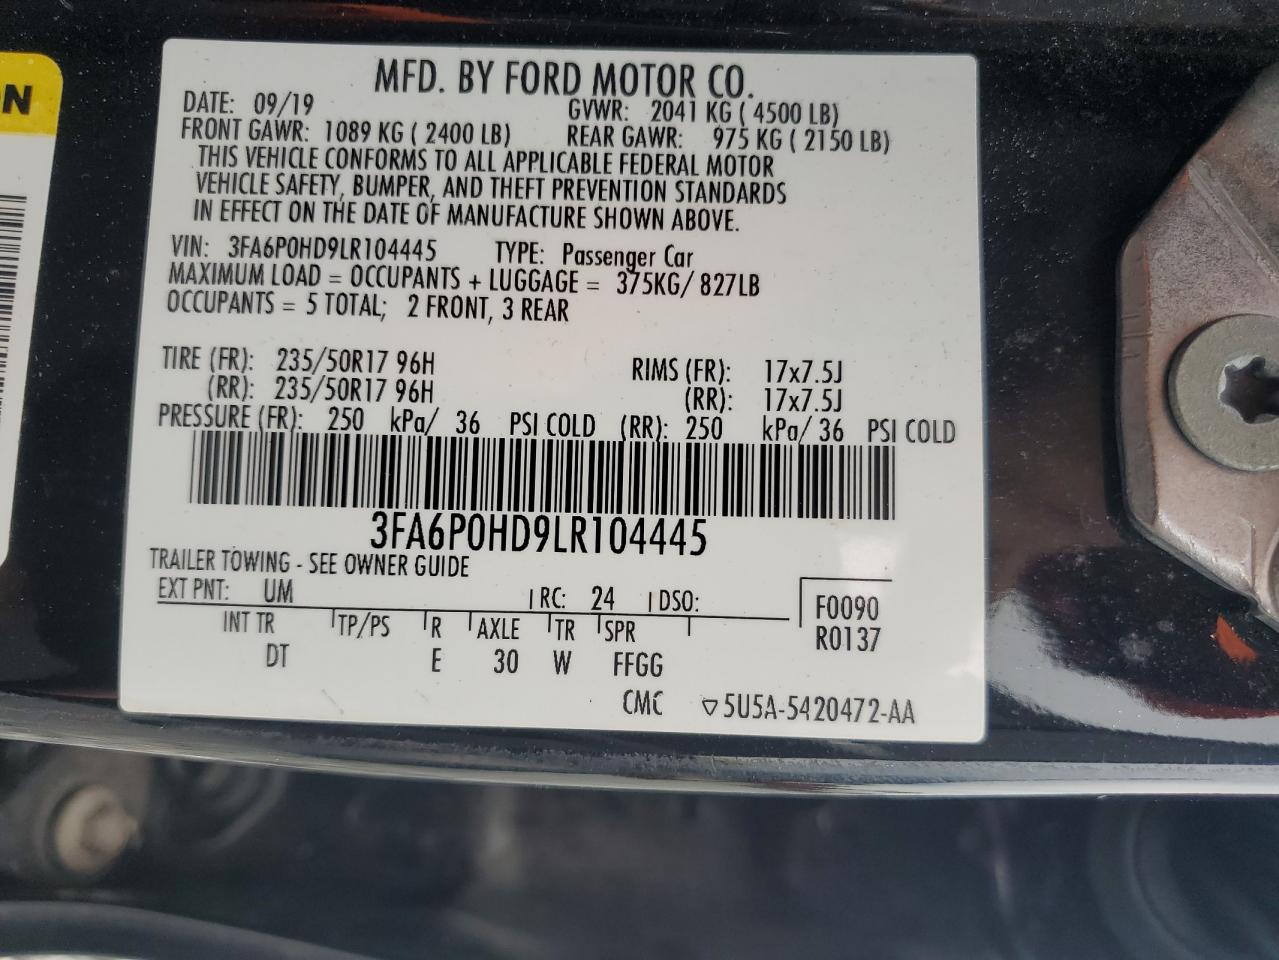 ON
MFD. BY FORD MOTOR CO.
DATE: 09/19 GVWR: 2041 KG ( 4500 LB)
FRONT GAWR: 1089 KG ( 2400 LB) REAR GAWR: 975 KG ( 2150 LB)
THIS VEHICLE CONFORMS TO ALL APPLICABLE FEDERAL MOTOR
VEHICLE SAFETY, BUMPER, AND THEFT PREVENTION STANDARDS
IN EFFECT ON THE DATE OF MANUFACTURE SHOWN ABOVE.
VIN: 3FA6P0HD9LR104445 TYPE: Passenger Car
MAXIMUM LOAD = OCCUPANTS + LUGGAGE = 375KG/ 827LB
OCCUPANTS = 5 TOTAL; 2 FRONT, 3 REAR
TIRE (FR): 235/50R17 96H RIMS (FR): 17x7.5J
(RR): 235/50R17 96H (RR): 17x7.5J
PRESSURE (FR): 250 kPa/ 36 PSI COLD (RR): 250 kPa/ 36 PSI COLD
3FA6P0HD9LR104445
TRAILER TOWING - SEE OWNER GUIDE
EXT PNT: UM RC: 24 DSO: F0090
INT TR TP/PS R AXLE TR SPR R0137
DT E 30 W FFGG
CMC ▽5U5A-5420472-AA